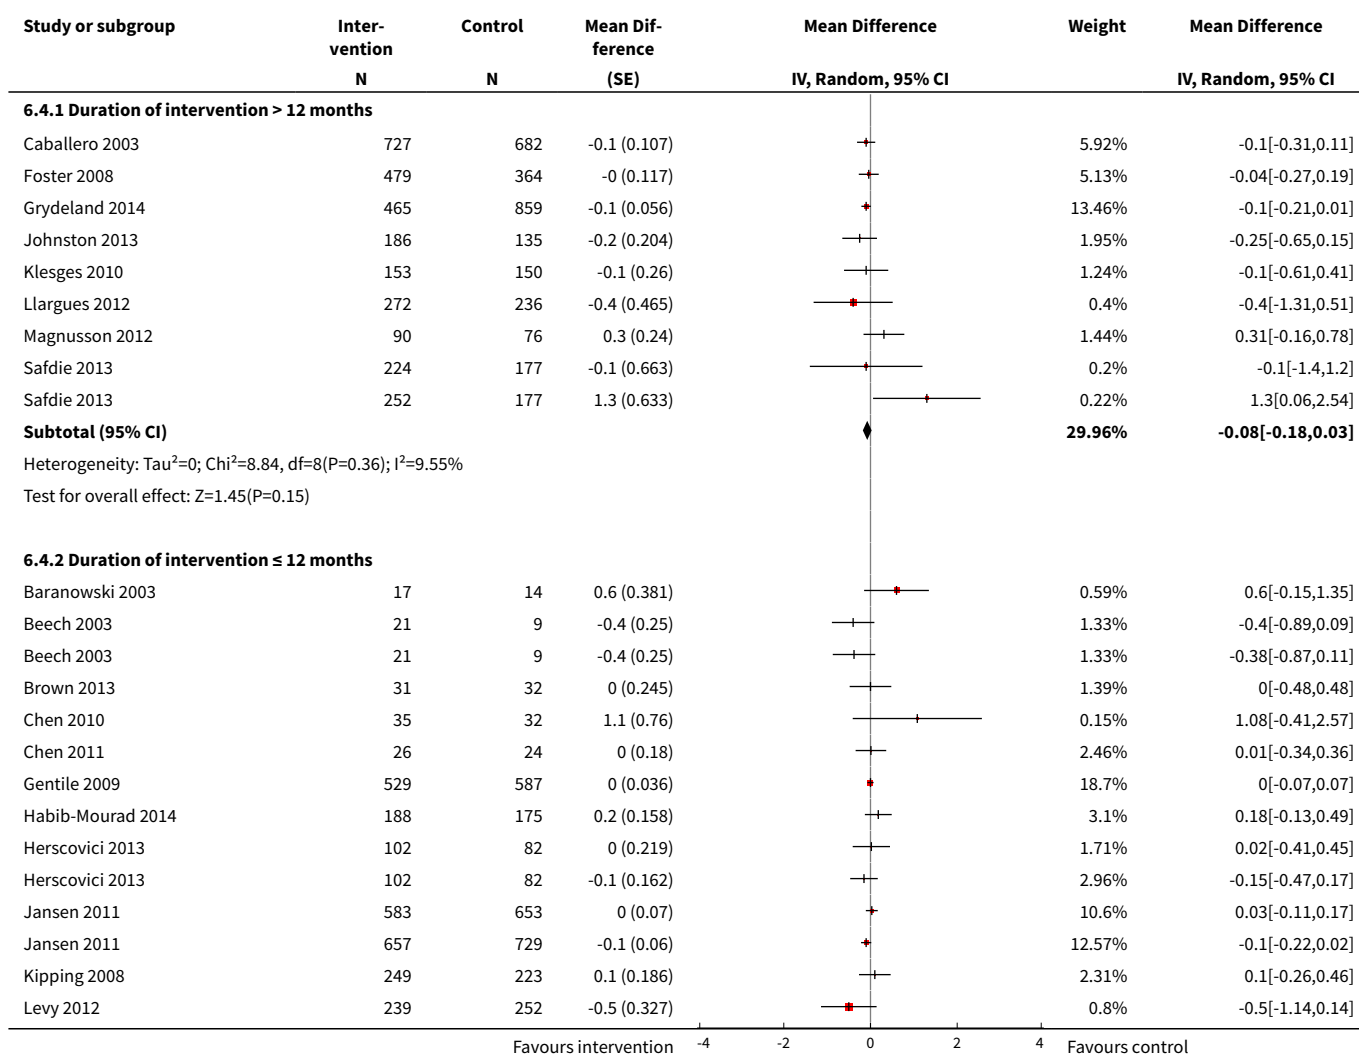 Study or subgroup Inter- Control Mean Dif- Mean Difference Weight Mean Difference
vention ference
N N (SE) IV, Random, 95% CI IV, Random, 95% CI
6.4.1 Duration of intervention > 12 months
Caballero 2003 727 682 -0.1 (0.107) 5.92% -0.1[-0.31,0.11]
Foster 2008 479 364 -0 (0.117) 5.13% -0.04[-0.27,0.19]
Grydeland 2014 465 859 -0.1 (0.056) 13.46% -0.1[-0.21,0.01]
Johnston 2013 186 135 -0.2 (0.204) 1.95% -0.25[-0.65,0.15]
Klesges 2010 153 150 -0.1 (0.26) 1.24% -0.1[-0.61,0.41]
Llargues 2012 272 236 -0.4 (0.465) 0.4% -0.4[-1.31,0.51]
Magnusson 2012 90 76 0.3 (0.24) 1.44% 0.31[-0.16,0.78]
Safdie 2013 224 177 -0.1 (0.663) 0.2% -0.1[-1.4,1.2]
Safdie 2013 252 177 1.3 (0.633) 0.22% 1.3[0.06,2.54]
Subtotal (95% CI) 29.96% -0.08[-0.18,0.03]
Heterogeneity: Tau²=0; Chi²=8.84, df=8(P=0.36); I²=9.55%
Test for overall effect: Z=1.45(P=0.15)
6.4.2 Duration of intervention ≤ 12 months
Baranowski 2003 17 14 0.6 (0.381) 0.59% 0.6[-0.15,1.35]
Beech 2003 21 9 -0.4 (0.25) 1.33% -0.4[-0.89,0.09]
Beech 2003 21 9 -0.4 (0.25) 1.33% -0.38[-0.87,0.11]
Brown 2013 31 32 0 (0.245) 1.39% 0[-0.48,0.48]
Chen 2010 35 32 1.1 (0.76) 0.15% 1.08[-0.41,2.57]
Chen 2011 26 24 0 (0.18) 2.46% 0.01[-0.34,0.36]
Gentile 2009 529 587 0 (0.036) 18.7% 0[-0.07,0.07]
Habib-Mourad 2014 188 175 0.2 (0.158) 3.1% 0.18[-0.13,0.49]
Herscovici 2013 102 82 0 (0.219) 1.71% 0.02[-0.41,0.45]
Herscovici 2013 102 82 -0.1 (0.162) 2.96% -0.15[-0.47,0.17]
Jansen 2011 583 653 0 (0.07) 10.6% 0.03[-0.11,0.17]
Jansen 2011 657 729 -0.1 (0.06) 12.57% -0.1[-0.22,0.02]
Kipping 2008 249 223 0.1 (0.186) 2.31% 0.1[-0.26,0.46]
Levy 2012 239 252 -0.5 (0.327) 0.8% -0.5[-1.14,0.14]
Favours intervention -4 -2 0 2 4 Favours control